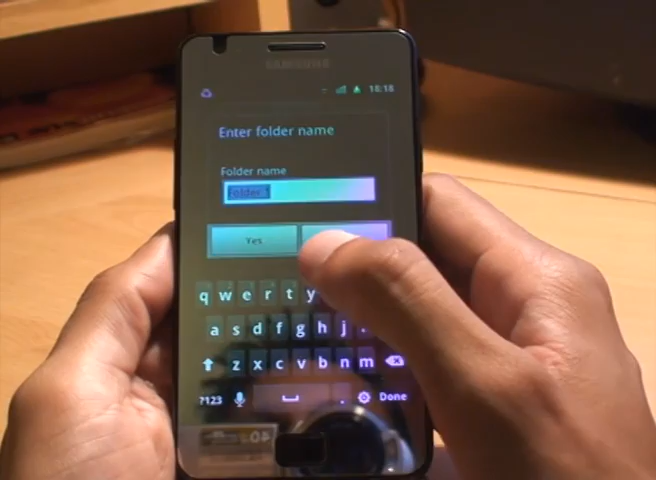 SAMSUNG
18:18
Enter folder name
Folder name
Folder 1
Yes
q w e r t y
a s d f g h j
z x c v b n m
?123 . Done